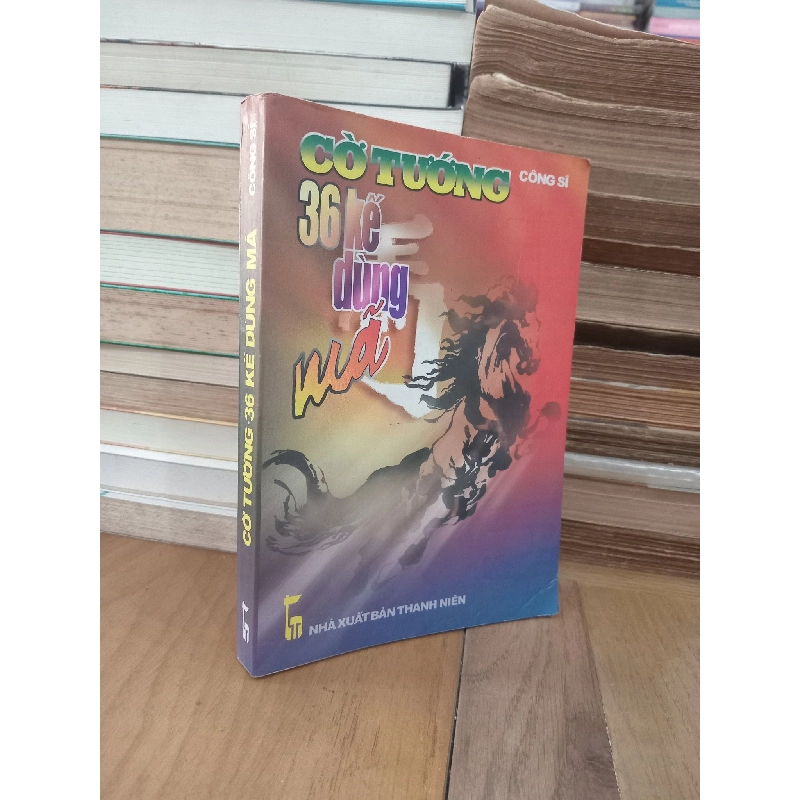 CỜ TƯỚNG
CÔNG SĨ
36 kế
dùng
mã
NHÀ XUẤT BẢN THANH NIÊN
CỜ TƯỚNG 36 KẾ DÙNG MÃ CÔNG SĨ